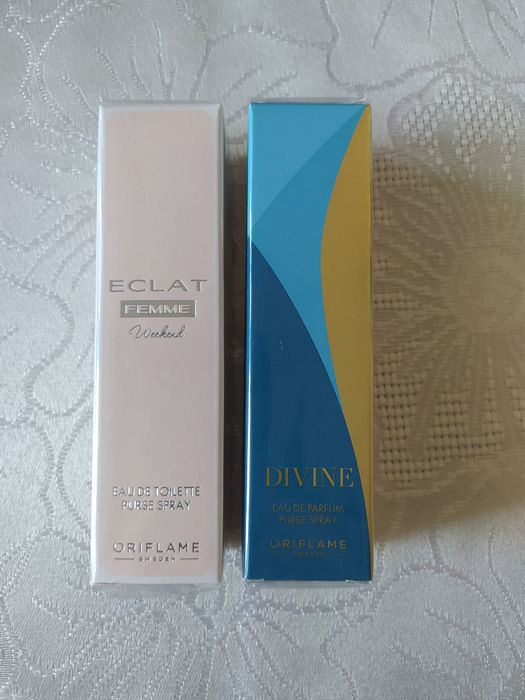 ECLAT
FEMME
Weekend
EAU DE TOILETTE
PURSE SPRAY
ORIFLAME
SWEDEN
DIVINE
EAU DE PARFUM
PURSE SPRAY
ORIFLAME
SWEDEN